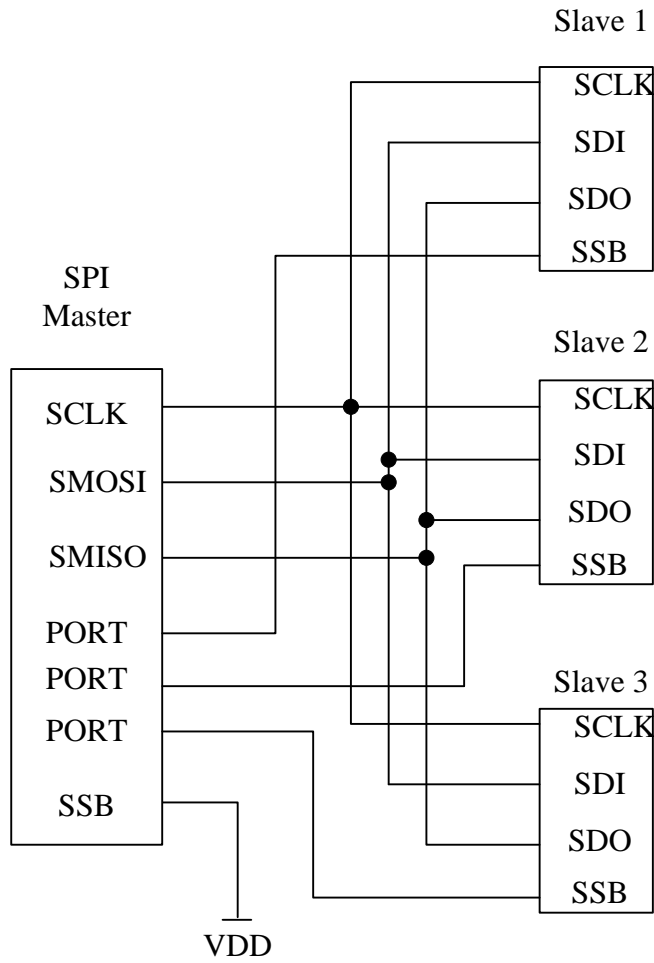 SPI
Master
SCLK
SMOSI
SMISO
PORT
PORT
PORT
SSB
VDD
Slave 1
SCLK
SDI
SDO
SSB
Slave 2
SCLK
SDI
SDO
SSB
Slave 3
SCLK
SDI
SDO
SSB